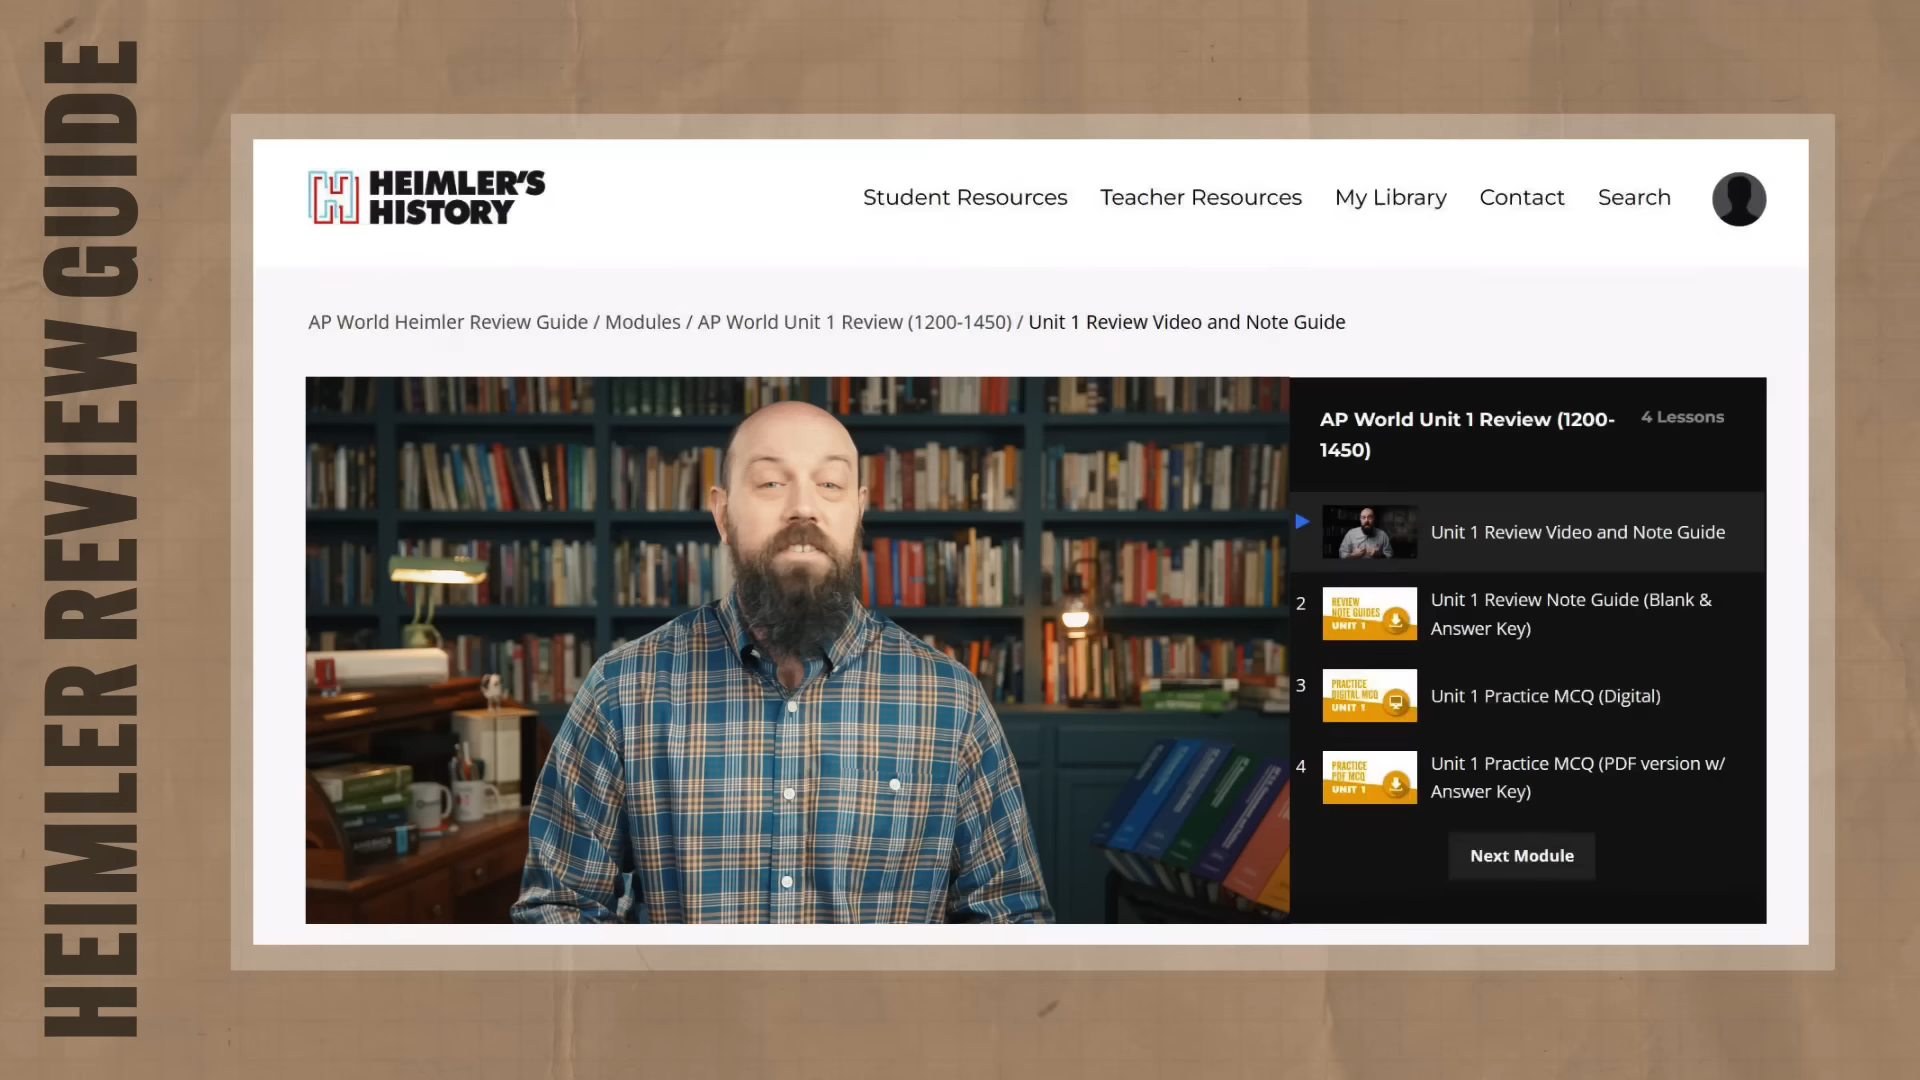 HEIMLER REVIEW GUIDE
HEIMLER'S
HISTORY
Student Resources
Teacher Resources
My Library
Contact
Search
AP World Heimler Review Guide / Modules / AP World Unit 1 Review (1200-1450) / Unit 1 Review Video and Note Guide
AP World Unit 1 Review (1200-
1450)
4 Lessons
Unit 1 Review Video and Note Guide
2
REVIEW
NOTE GUIDES
UNIT 1
Unit 1 Review Note Guide (Blank &
Answer Key)
3
PRACTICE
DIGITAL MCQ
UNIT 1
Unit 1 Practice MCQ (Digital)
4
PRACTICE
PDF MCQ
UNIT 1
Unit 1 Practice MCQ (PDF version w/
Answer Key)
Next Module